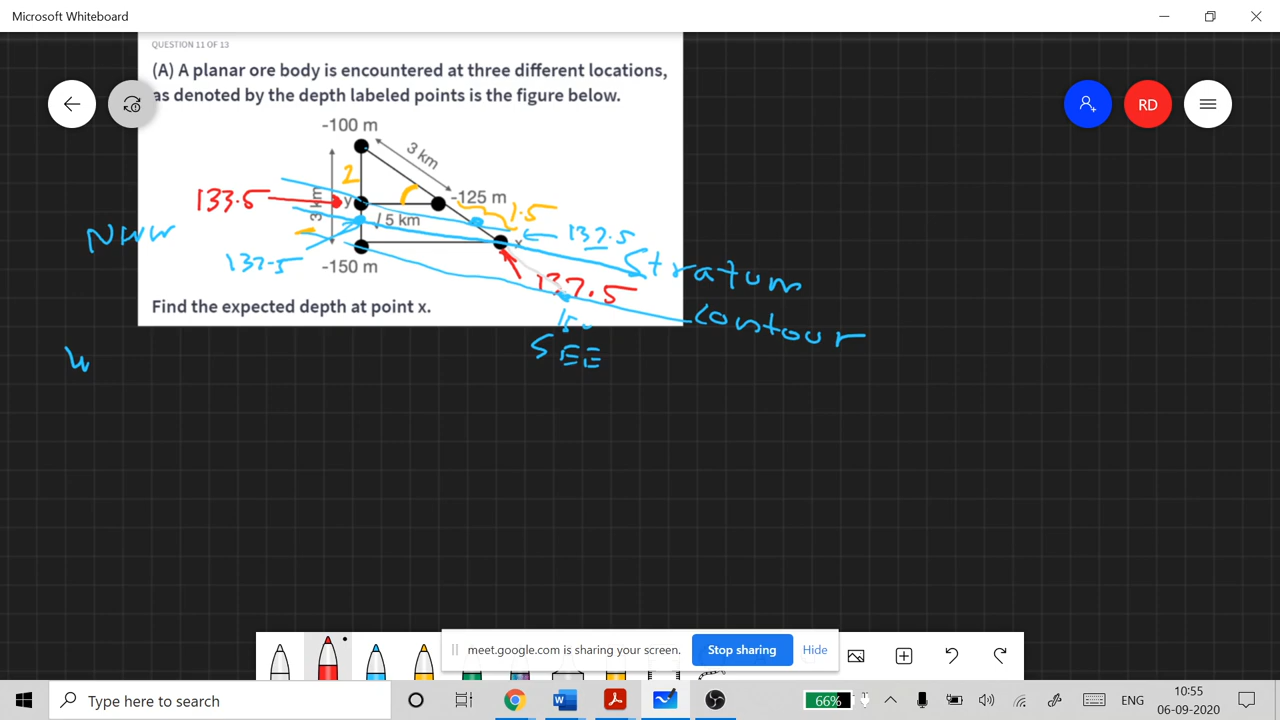 Microsoft Whiteboard
QUESTION 11 OF 13
(A) A planar ore body is encountered at three different locations,
as denoted by the depth labeled points is the figure below.
RD
-100 m
3 km
2
133.5
y
3 km
-125 m
1.5
1.5 km
x
132.5
NWW
132.5
-150 m
Stratum
137.5
Find the expected depth at point x.
150
Contour
SEE
W
meet.google.com is sharing your screen.
Stop sharing
Hide
Type here to search
66%
ENG
10:55
06-09-2020